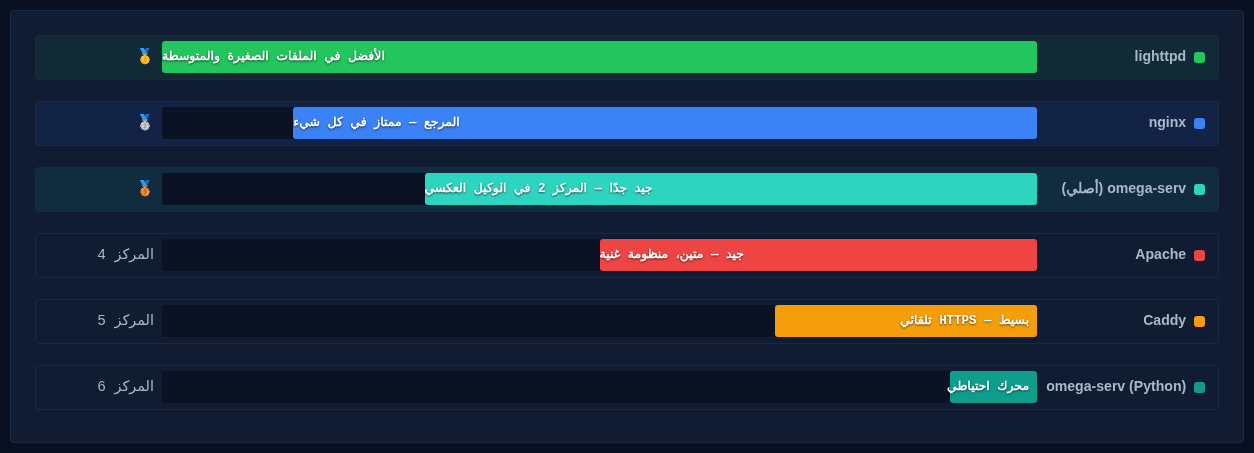 lighttpd الأفضل في الملفات الصغيرة والمتوسطة 🥇
nginx المرجع — ممتاز في كل شيء 🥈
omega-serv (أصلي) جيد جدًا — المركز 2 في الوكيل العكسي 🥉
Apache جيد — متين، منظومة غنية المركز 4
Caddy بسيط — HTTPS تلقائي المركز 5
omega-serv (Python) محرك احتياطي المركز 6